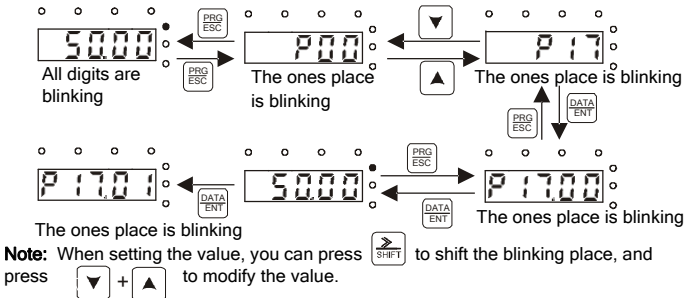 PRG
ESC
50.00 P00 P17
PRG
ESC
All digits are
blinking
The ones place
is blinking
The ones place is blinking
PRG
ESC
DATA
ENT
PRG
ESC
P17.01 50.00 P17.00
DATA
ENT
DATA
ENT
The ones place is blinking
The ones place is blinking
Note: When setting the value, you can press SHIFT to shift the blinking place, and
press ▼ + ▲ to modify the value.